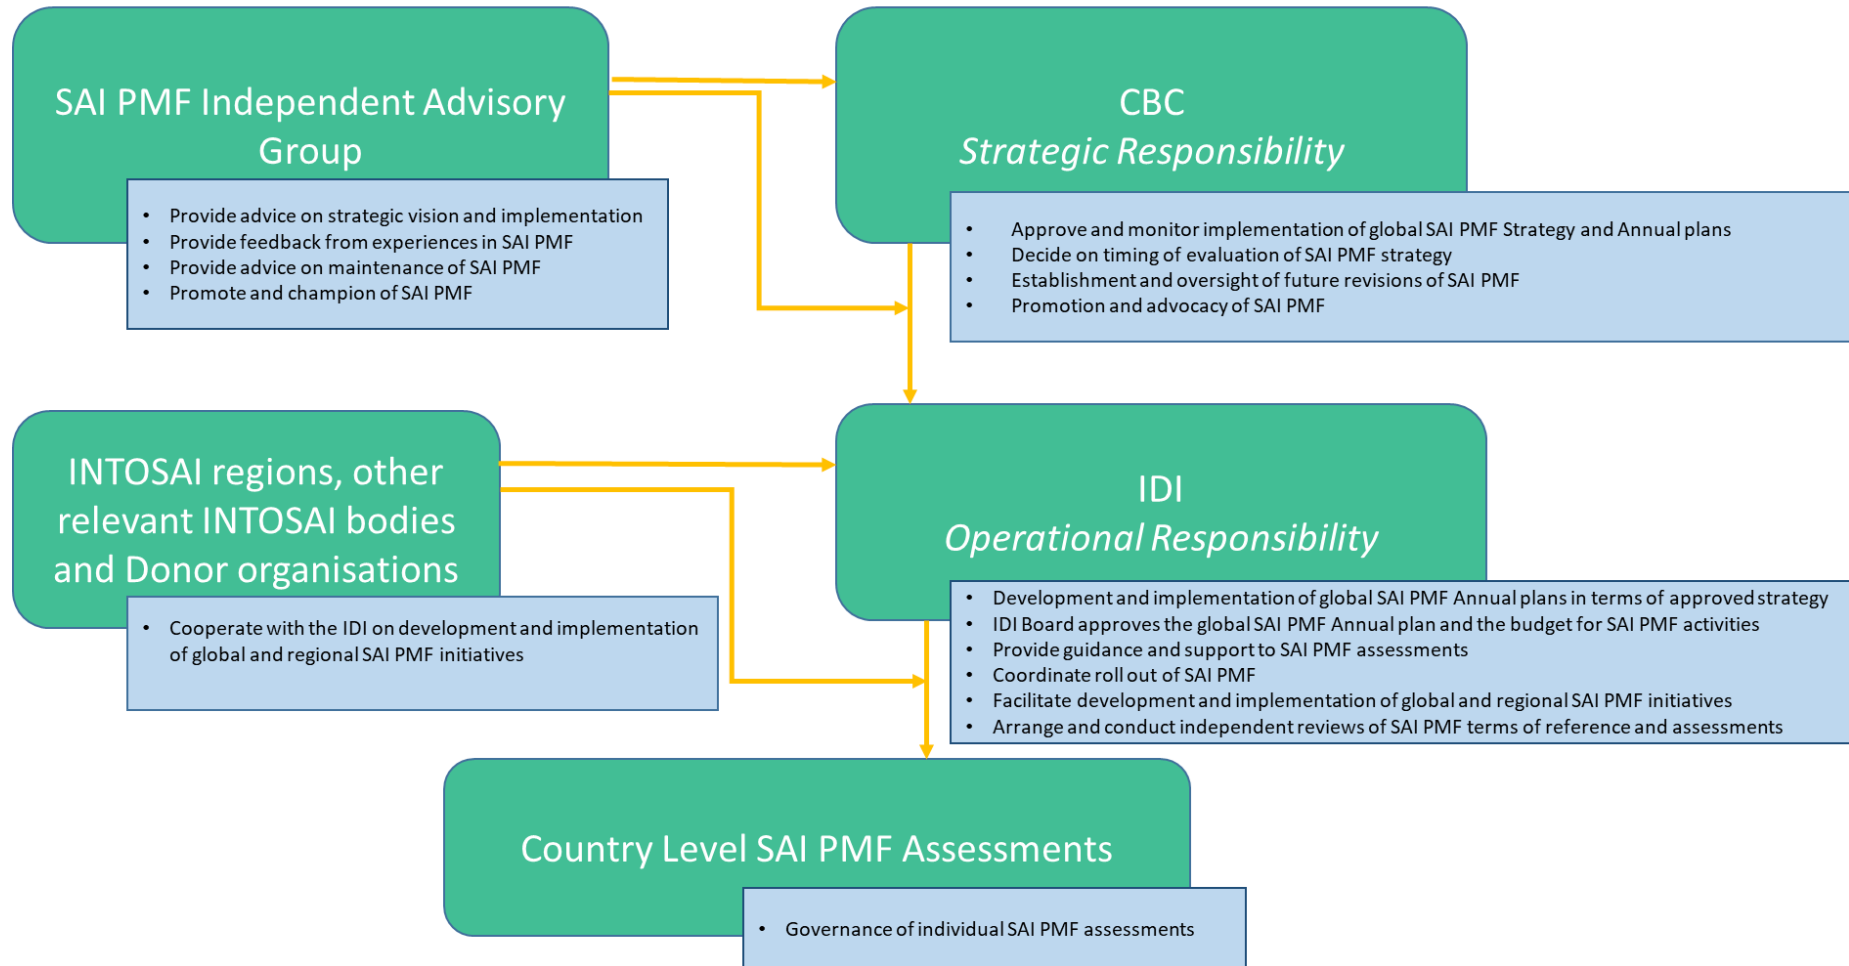 SAI PMF Independent Advisory
Group
• Provide advice on strategic vision and implementation
• Provide feedback from experiences in SAI PMF
• Provide advice on maintenance of SAI PMF
• Promote and champion of SAI PMF
CBC
Strategic Responsibility
• Approve and monitor implementation of global SAI PMF Strategy and Annual plans
• Decide on timing of evaluation of SAI PMF strategy
• Establishment and oversight of future revisions of SAI PMF
• Promotion and advocacy of SAI PMF
INTOSAI regions, other
relevant INTOSAI bodies
and Donor organisations
• Cooperate with the IDI on development and implementation
of global and regional SAI PMF initiatives
IDI
Operational Responsibility
• Development and implementation of global SAI PMF Annual plans in terms of approved strategy
• IDI Board approves the global SAI PMF Annual plan and the budget for SAI PMF activities
• Provide guidance and support to SAI PMF assessments
• Coordinate roll out of SAI PMF
• Facilitate development and implementation of global and regional SAI PMF initiatives
• Arrange and conduct independent reviews of SAI PMF terms of reference and assessments
Country Level SAI PMF Assessments
• Governance of individual SAI PMF assessments